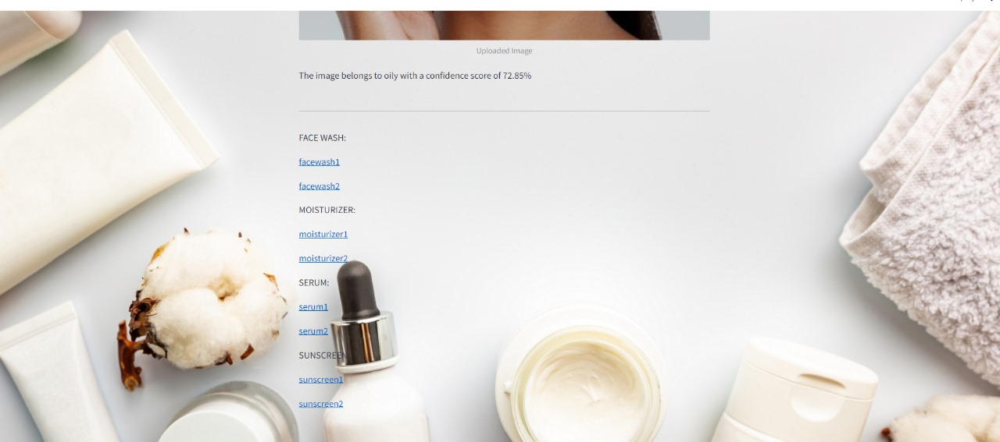 Uploaded Image
The image belongs to oily with a confidence score of 72.85%
FACE WASH:
facewash1
facewash2
MOISTURIZER:
moisturizer1
moisturizer2
SERUM:
serum1
serum2
SUNSCREEN
sunscreen1
sunscreen2